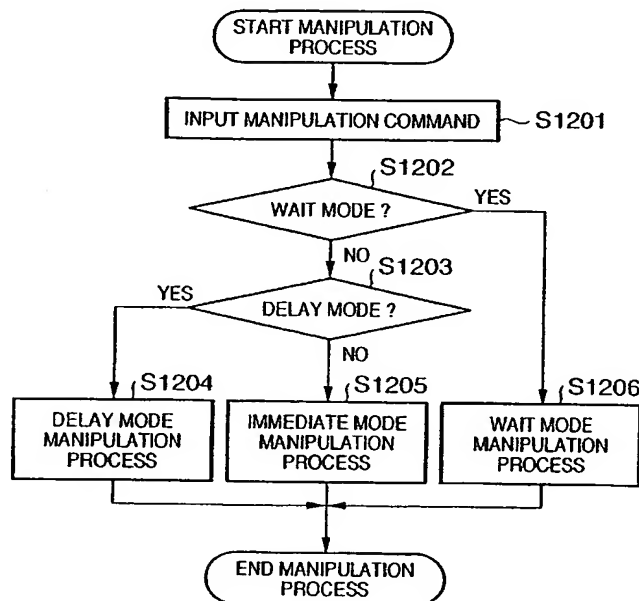 START MANIPULATION
PROCESS
INPUT MANIPULATION COMMAND
S1201
S1202
WAIT MODE ?
YES
NO
S1203
YES
DELAY MODE ?
NO
S1204
S1205
S1206
DELAY MODE
MANIPULATION
PROCESS
IMMEDIATE MODE
MANIPULATION
PROCESS
WAIT MODE
MANIPULATION
PROCESS
END MANIPULATION
PROCESS